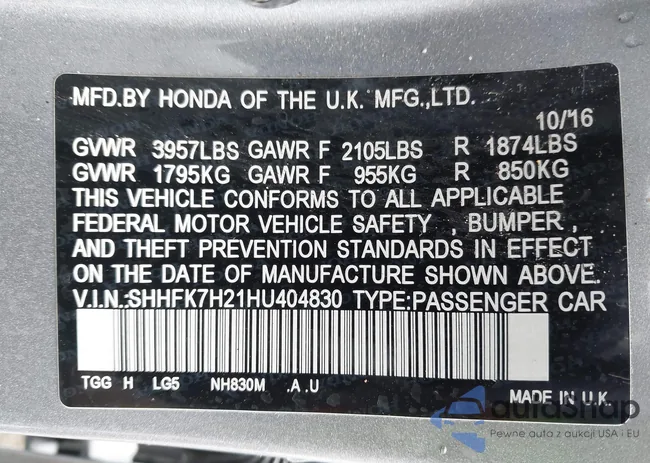 MFD.BY HONDA OF THE U.K. MFG.,LTD.
10/16
GVWR 3957LBS GAWR F 2105LBS R 1874LBS
GVWR 1795KG GAWR F 955KG R 850KG
THIS VEHICLE CONFORMS TO ALL APPLICABLE
FEDERAL MOTOR VEHICLE SAFETY , BUMPER ,
AND THEFT PREVENTION STANDARDS IN EFFECT
ON THE DATE OF MANUFACTURE SHOWN ABOVE.
V.I.N.:SHHFK7H21HU404830 TYPE:PASSENGER CAR
TGG H LG5 NH830M .A.U
MADE IN U.K.
autoshap
Pewne auta z aukcji USA i EU